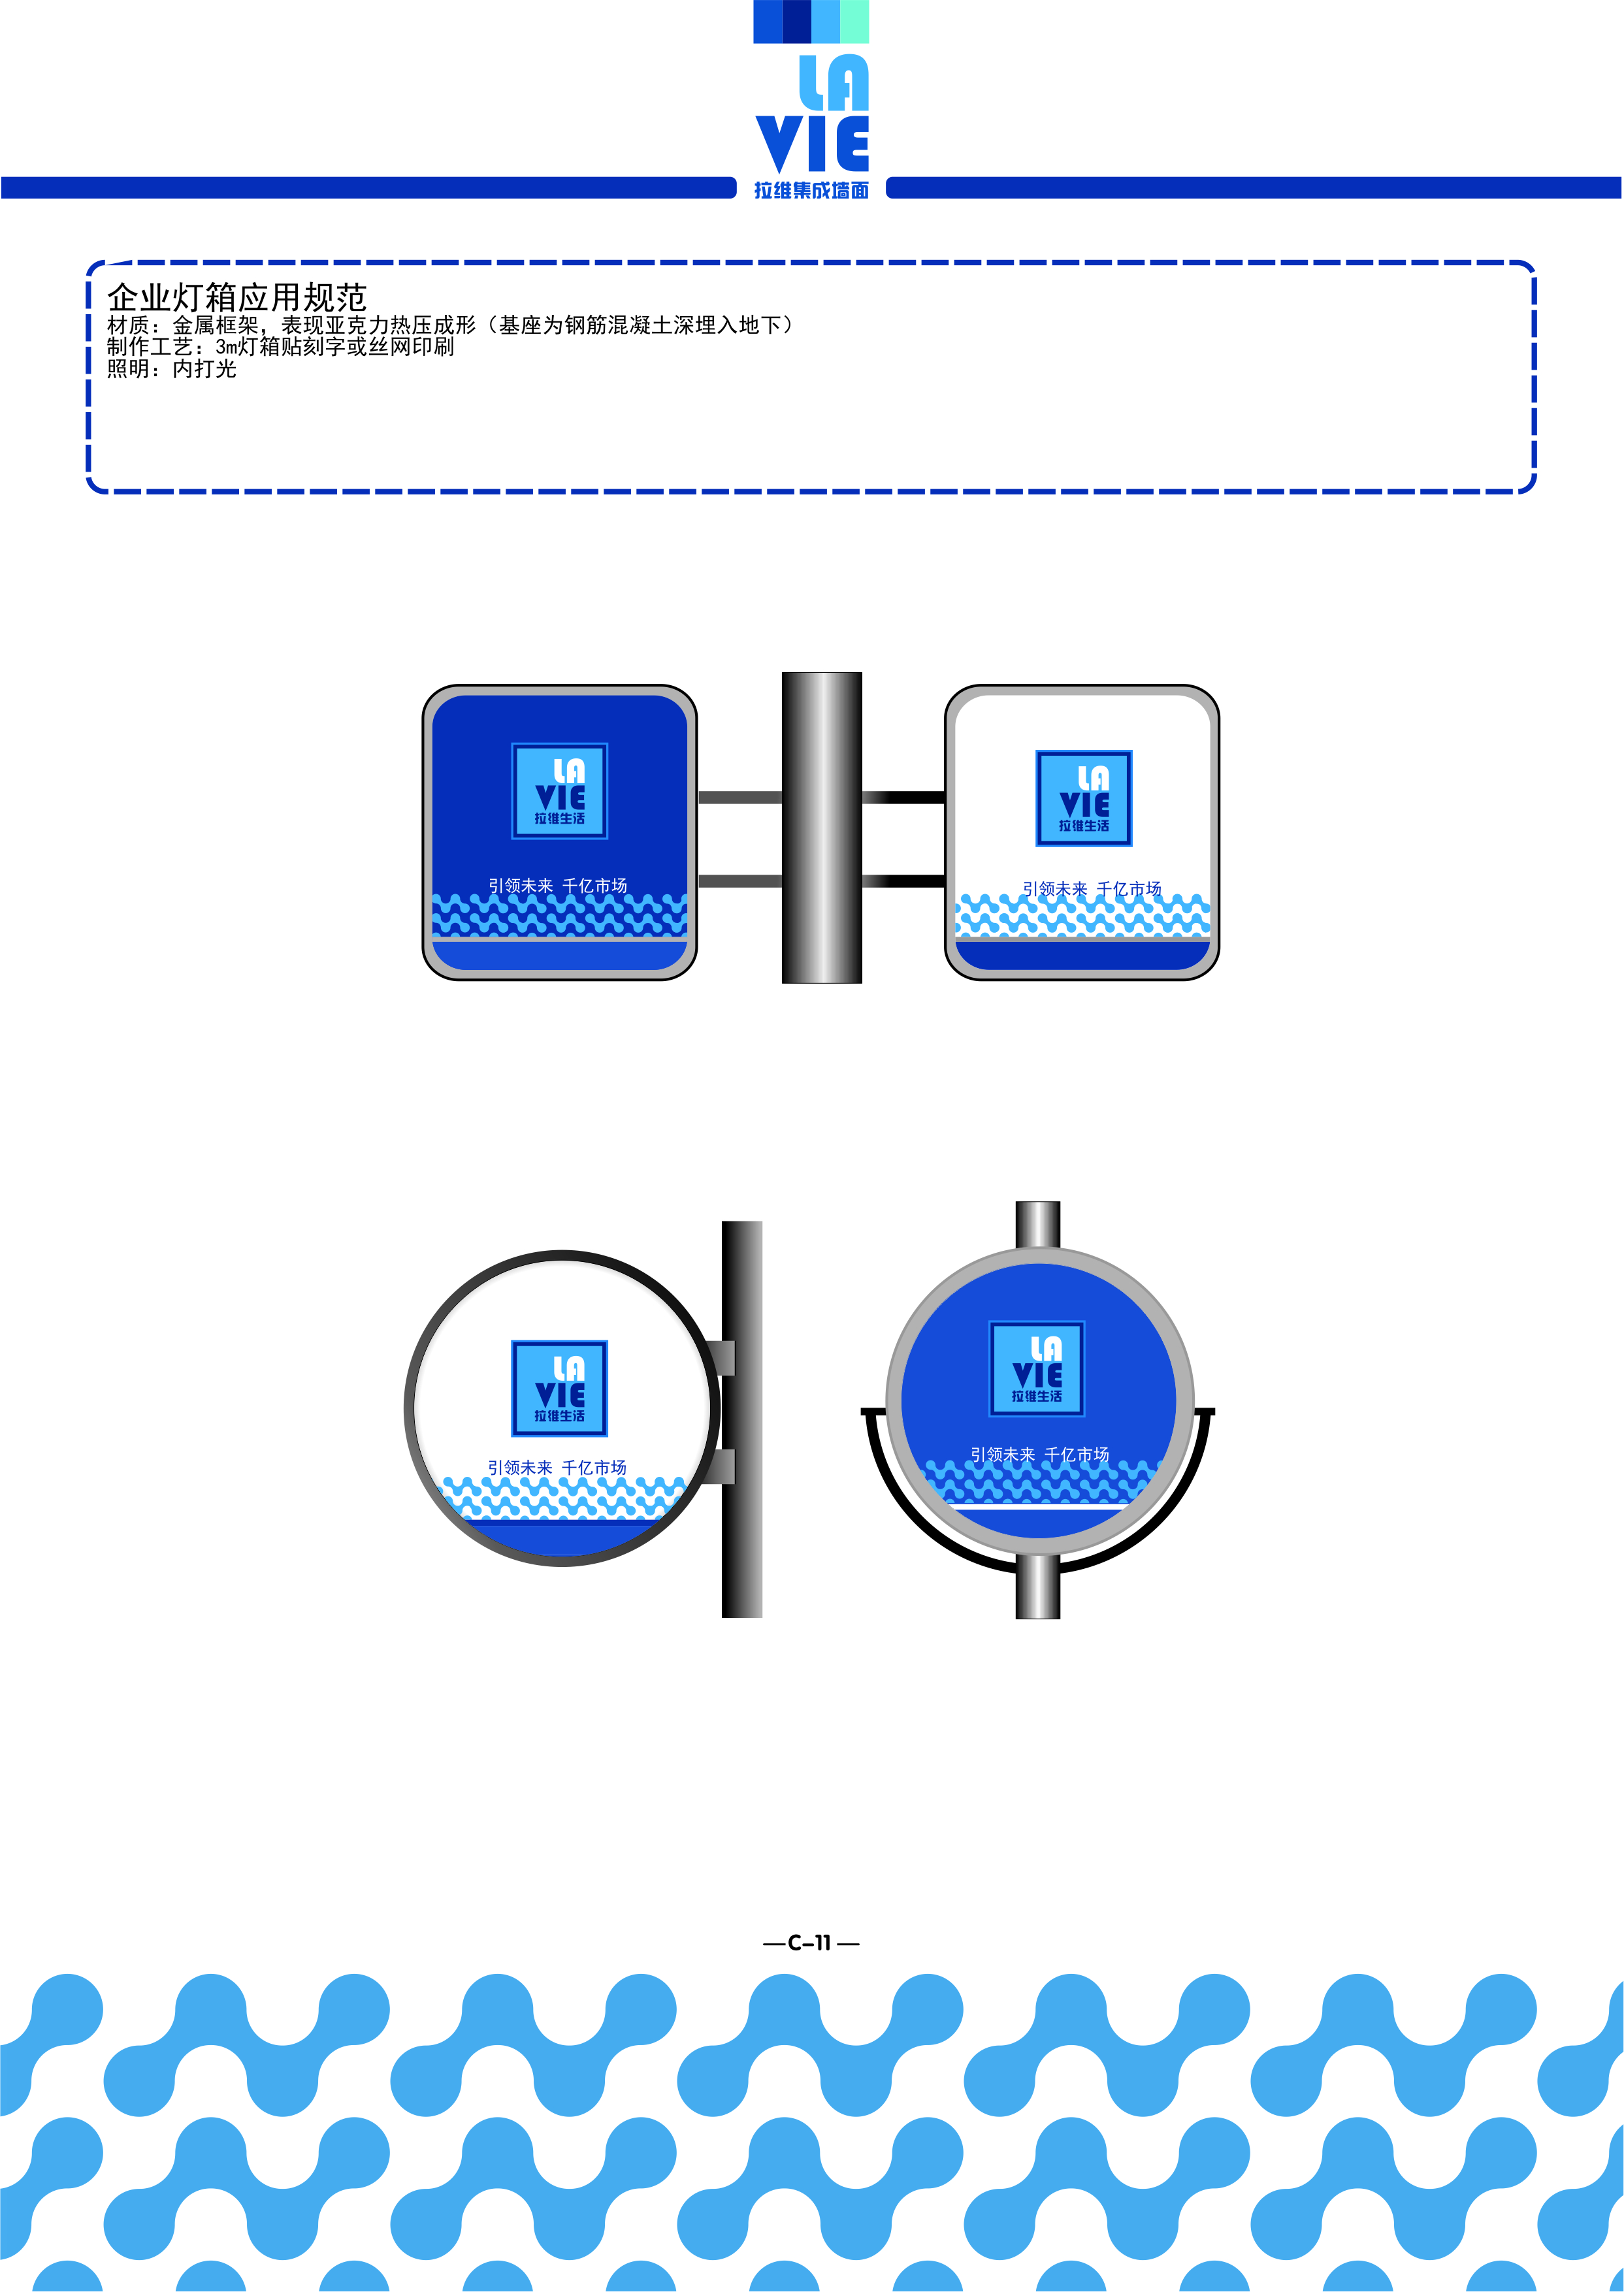 LA
VIE
拉维集成墙面
企业灯箱应用规范
材质：金属框架，表现亚克力热压成形（基座为钢筋混凝土深埋入地下）
制作工艺：3m灯箱贴刻字或丝网印刷
照明：内打光
LA
VIE
拉维生活
引领未来 千亿市场
LA
VIE
拉维生活
引领未来 千亿市场
LA
VIE
拉维生活
引领未来 千亿市场
LA
VIE
拉维生活
引领未来 千亿市场
—C-11—